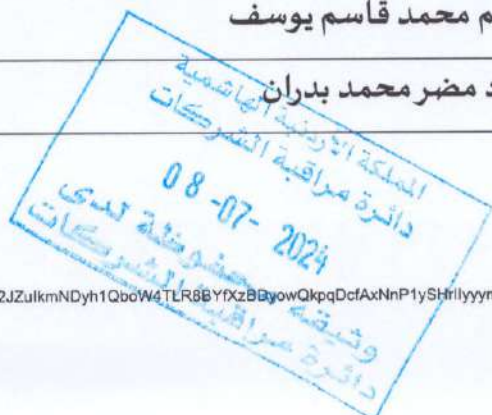 م محمد قاسم يوسف
د مضر محمد بدران
المملكة الأردنية الهاشمية
دائرة مراقبة الشركات
08-07-2024
وثيقة محفوظة لدى
دائرة مراقبة الشركات